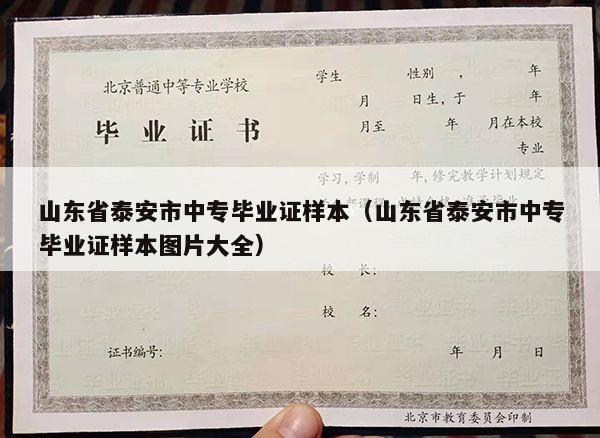 北京普通中等专业学校
毕业证书
学生 性别 , 年
月 日生,于 年
月至 年 月在本校
专业
学习,学制 年,修完教学计划规定
山东省泰安市中专毕业证样本（山东省泰安市中专
毕业证样本图片大全）
校 长:
校 名:
证书编号:
年 月 日
北京市教育委员会印制